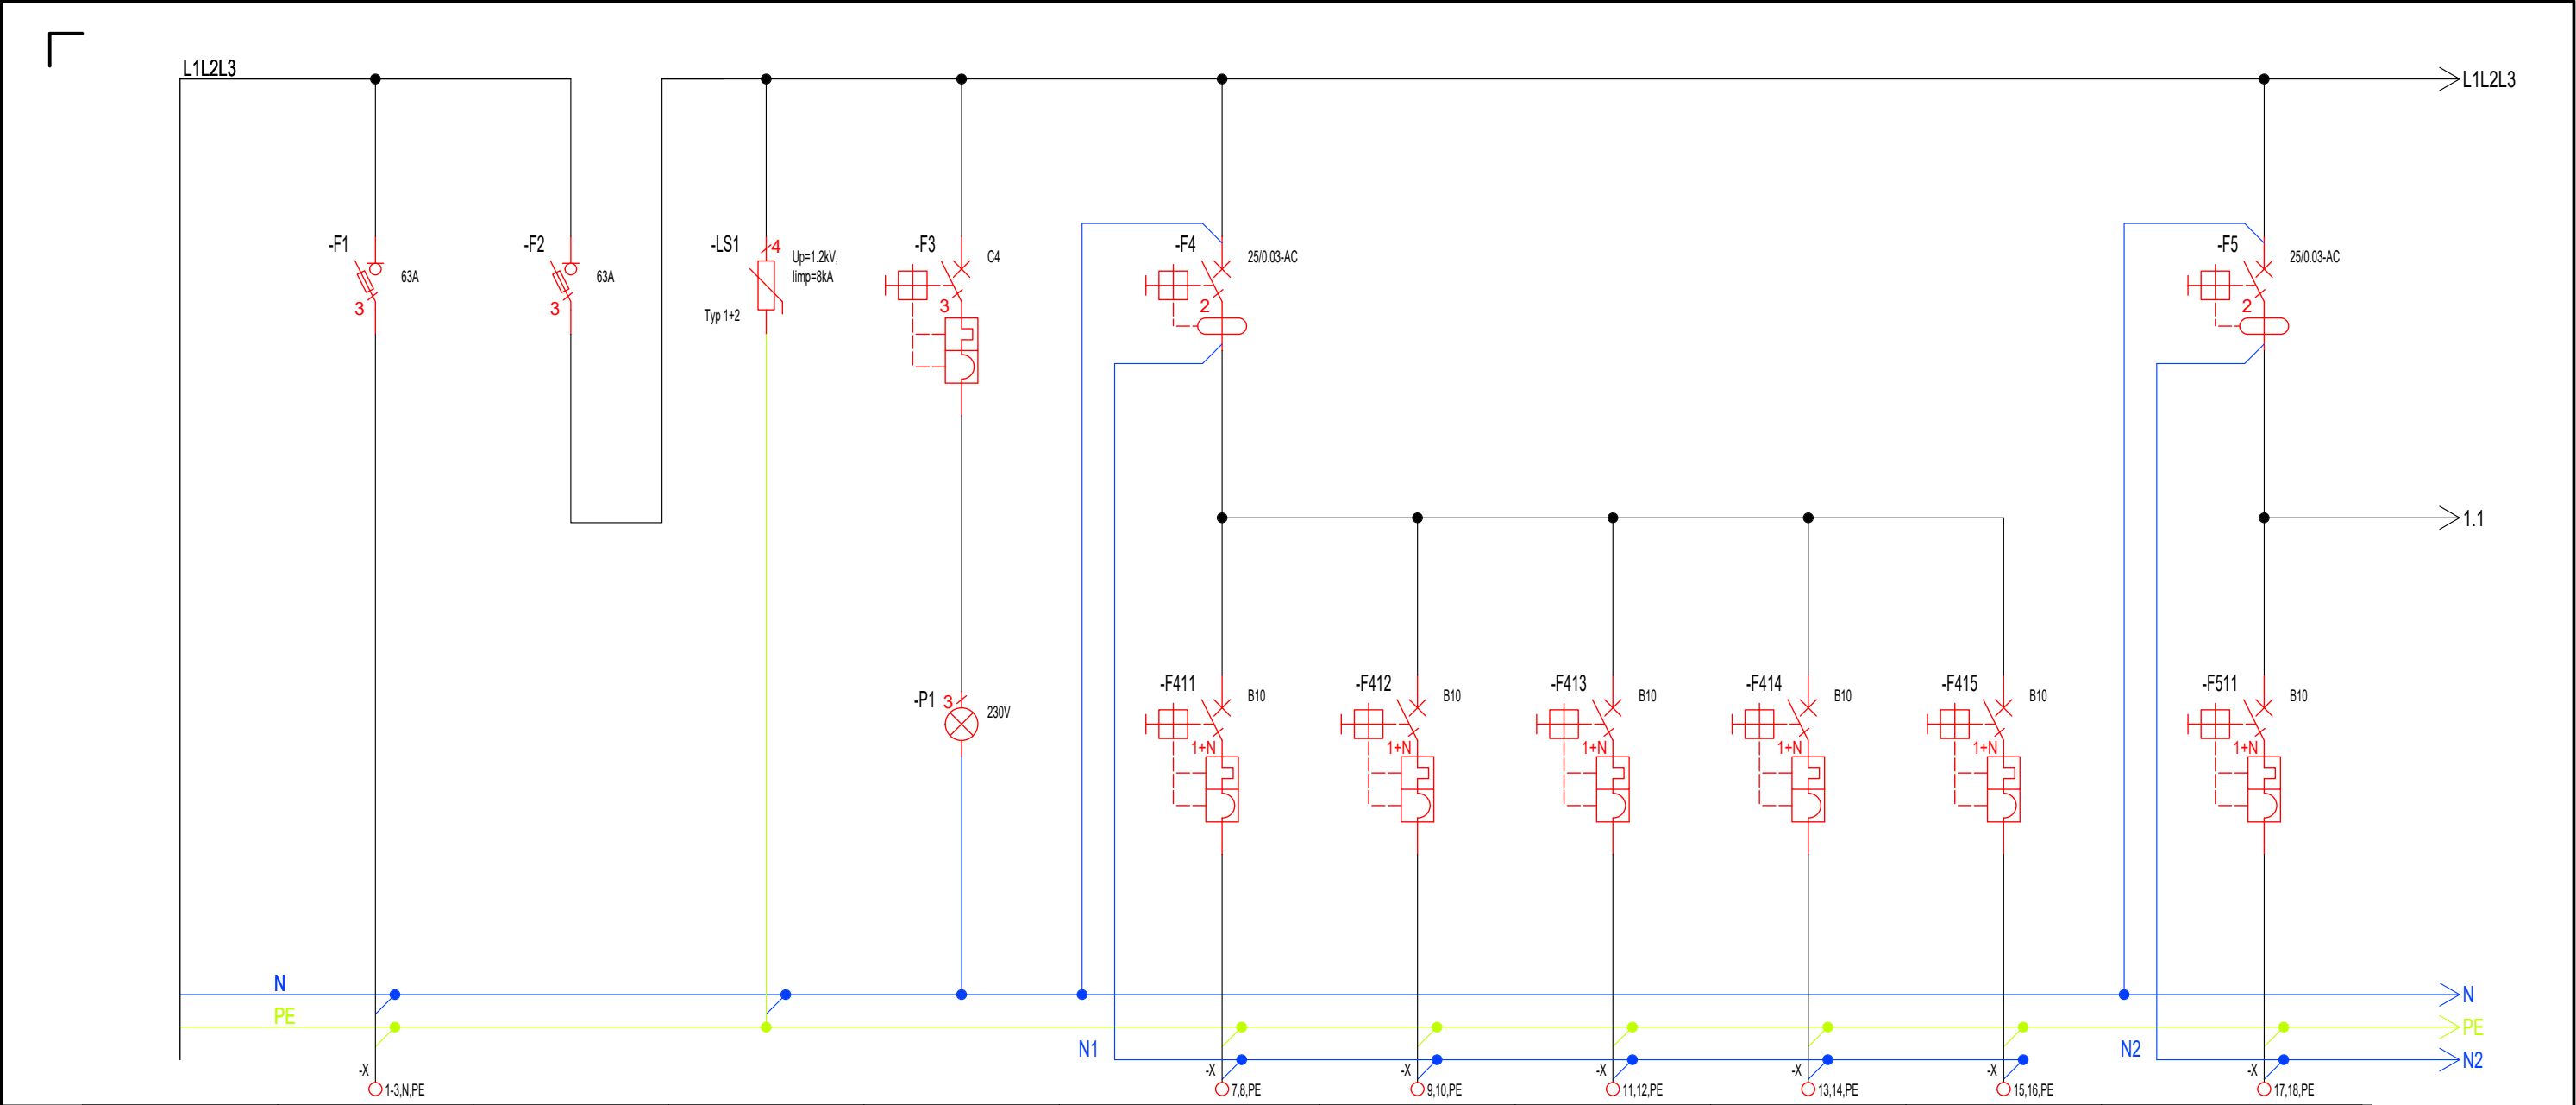 L1L2L3
L1L2L3
-F1
63A
3
-F2
63A
3
-LS1
4
Up=1.2kV,
limp=8kA
Typ 1+2
-F3
C4
3
-F4
25/0.03-AC
2
-F5
25/0.03-AC
2
1.1
-P1
3
230V
-F411
B10
1+N
-F412
B10
1+N
-F413
B10
1+N
-F414
B10
1+N
-F415
B10
1+N
-F511
B10
1+N
N
N
PE
PE
N1
N2
N2
-X
1-3,N,PE
-X
7,8,PE
-X
9,10,PE
-X
11,12,PE
-X
13,14,PE
-X
15,16,PE
-X
17,18,PE